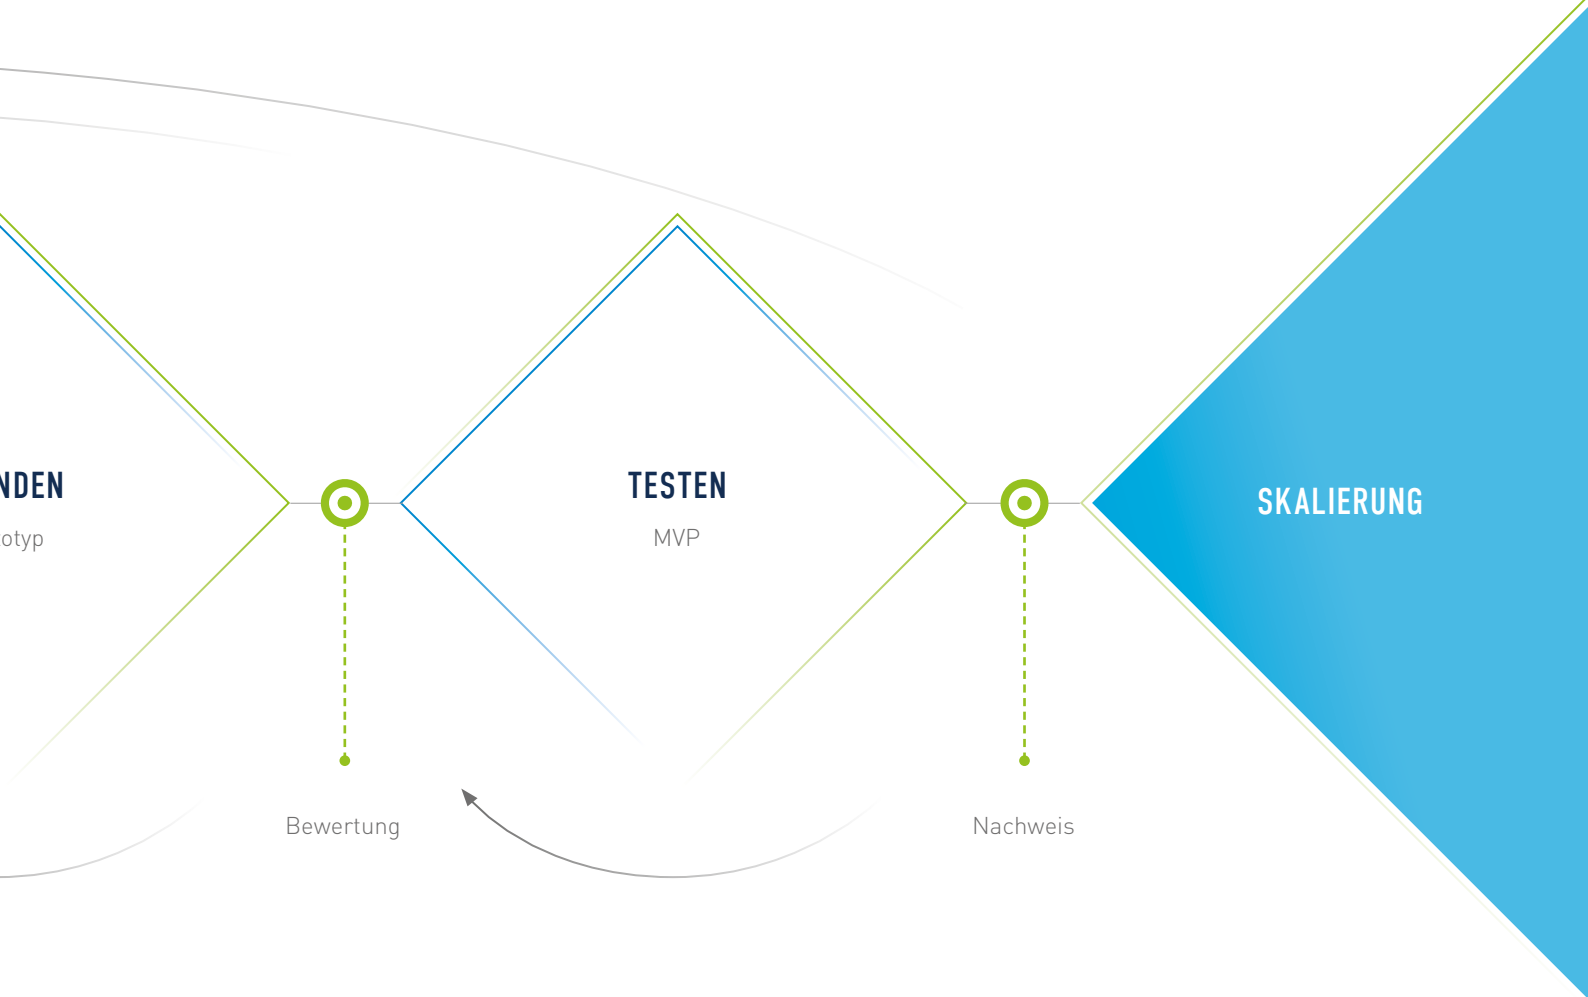 NDEN
otyp
TESTEN
MVP
SKALIERUNG
Bewertung
Nachweis